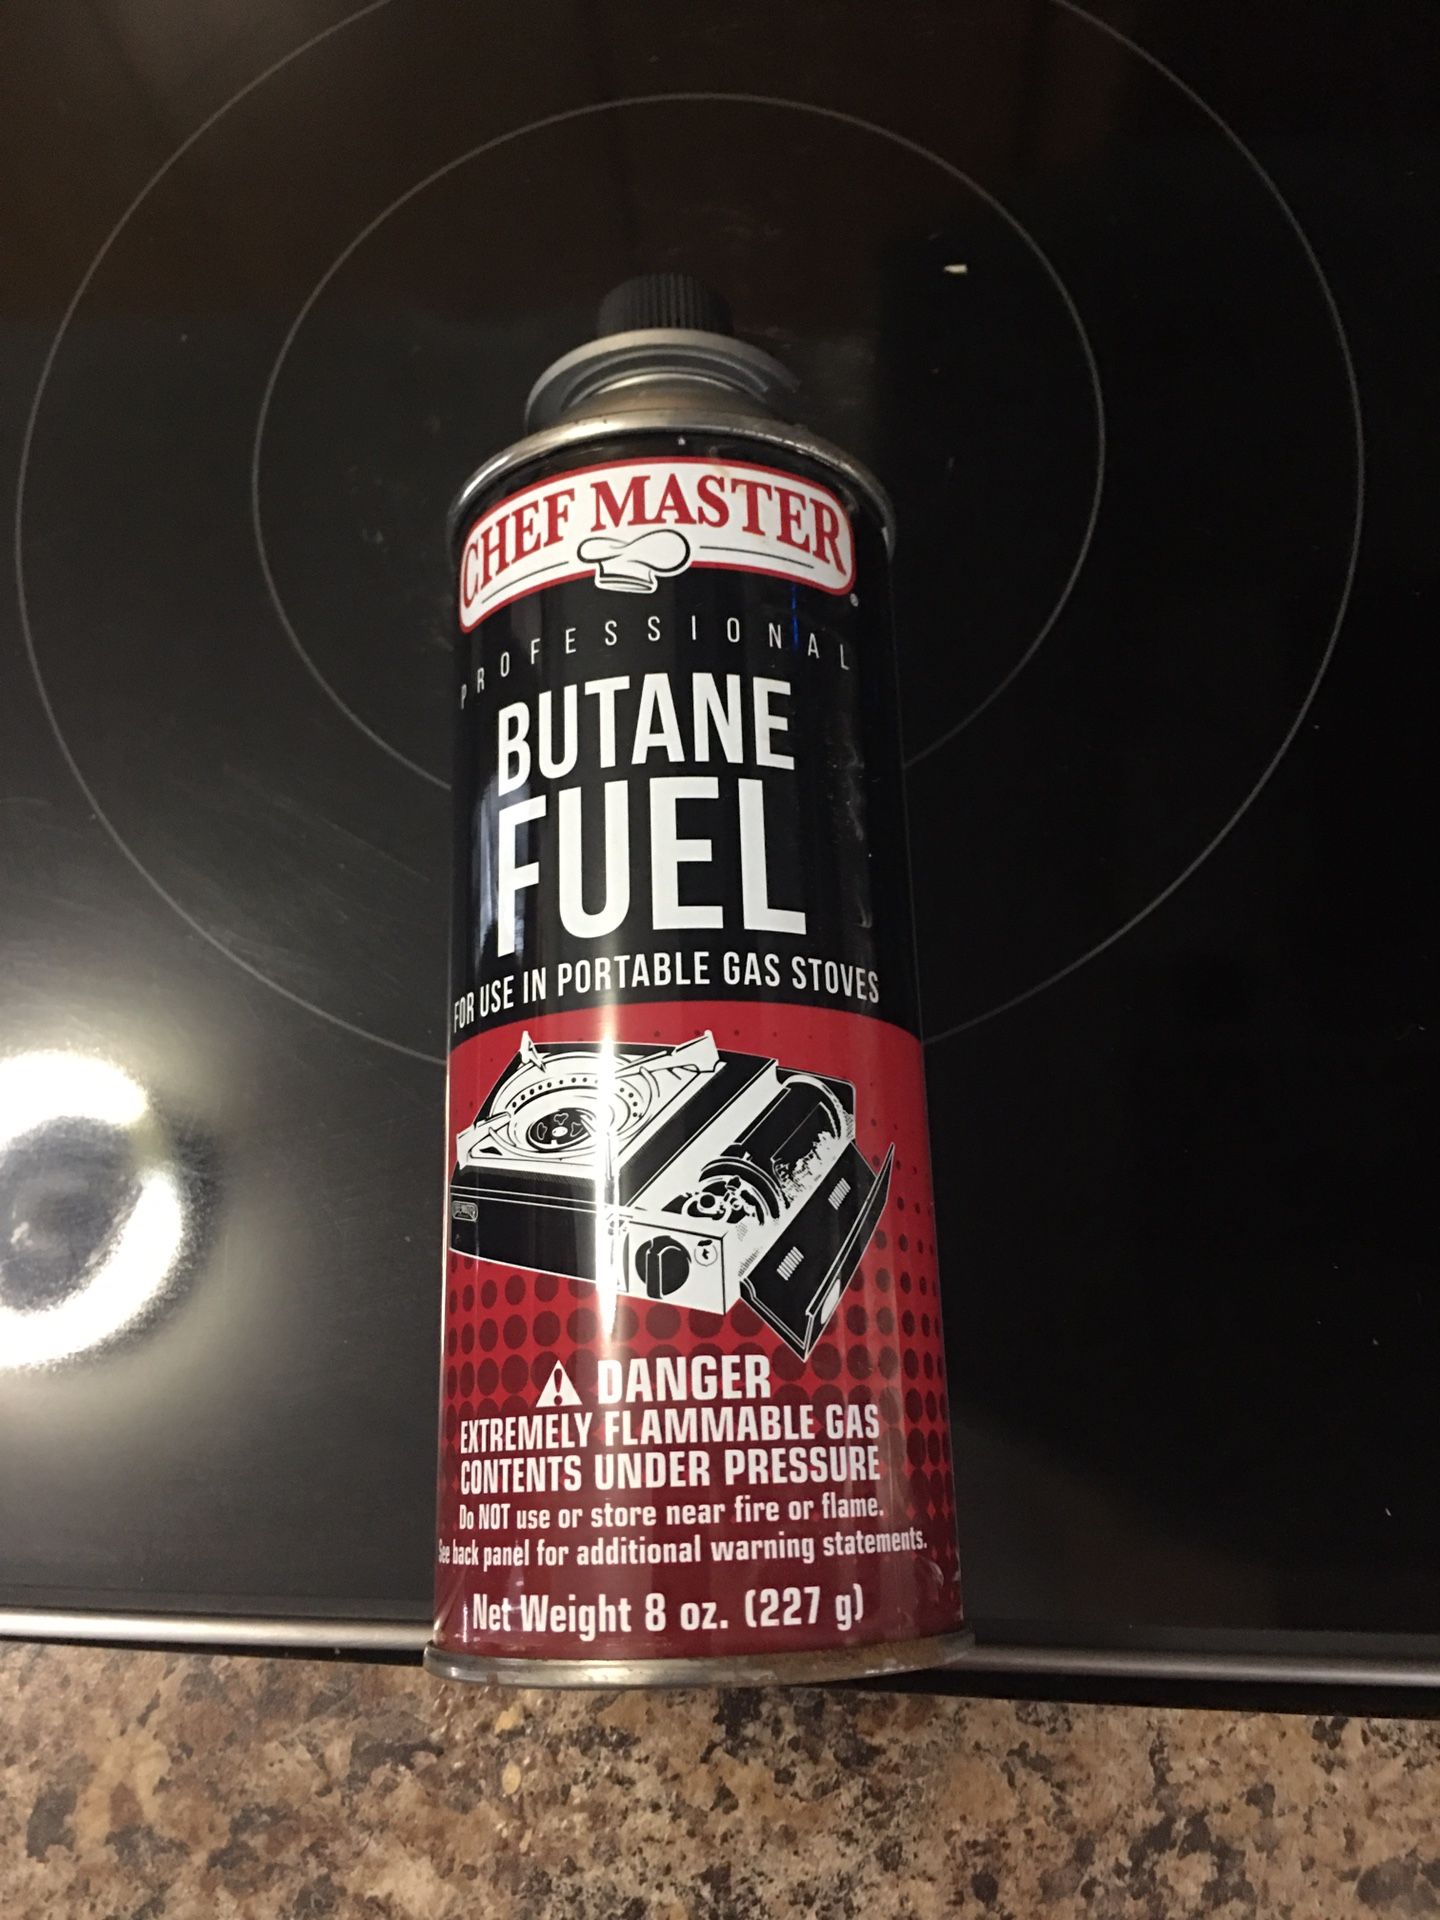 CHEF MASTER
®
PROFESSIONAL
BUTANE
FUEL
FOR USE IN PORTABLE GAS STOVES
DANGER
EXTREMELY FLAMMABLE GAS
CONTENTS UNDER PRESSURE
Do NOT use or store near fire or flame.
See back panel for additional warning statements.
Net Weight 8 oz. (227 g)